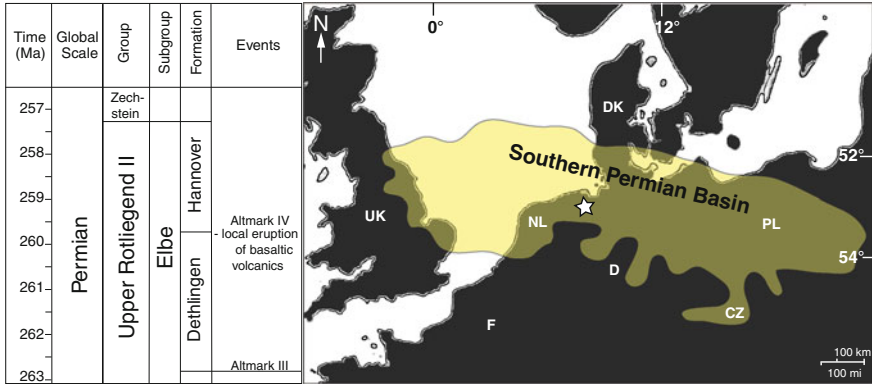 Time
(Ma)
Global
Scale
Group
Subgroup
Formation
Events
257
258
259
260
261
262
263
Permian
Zech-
stein
Upper Rotliegend II
Elbe
Hannover
Dethlingen
Altmark IV
- local eruption
of basaltic
volcanics
Altmark III
N
0°
12°
DK
52°
Southern Permian Basin
UK
NL
PL
54°
D
CZ
F
100 km
100 mi